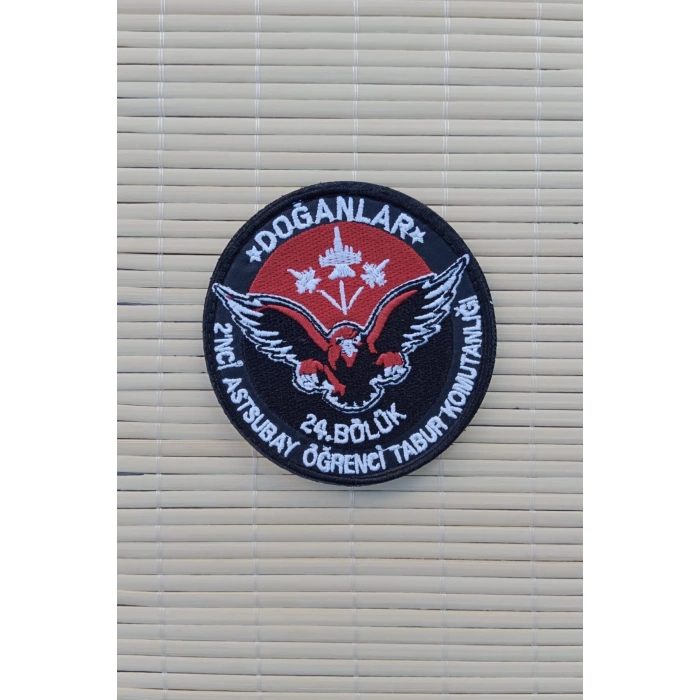 ★DOĞANLAR★
24.BÖLÜK
2'NCİ ASTSUBAY ÖĞRENCİ TABUR KOMUTANLIĞI